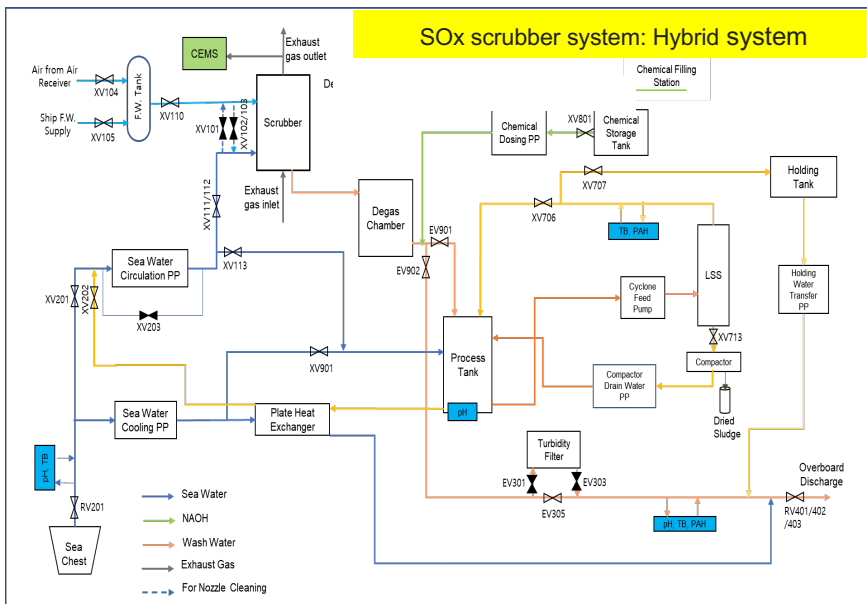 SOx scrubber system: Hybrid system
Exhaust
gas outlet
CEMS
Chemical Filling
Station
Air from Air
Receiver
XV104
F.W. Tank
XV110
De
Scrubber
XV101
XV102/103
Ship F.W.
Supply
XV105
XV801
Chemical
Dosing PP
Chemical
Storage
Tank
XV707
Holding
Tank
Exhaust
gas inlet
XV111/112
Degas
Chamber
EV901
EV902
XV706
TB, PAH
LSS
XV113
Sea Water
Circulation PP
XV201
XV202
XV203
Cyclone
Feed
Pump
Holding
Water
Transfer
PP
XV713
XV901
Process
Tank
pH
Compactor
Compactor
Drain Water
PP
Dried
Sludge
Sea Water
Cooling PP
Plate Heat
Exchanger
pH, TB
RV201
Turbidity
Filter
EV301
EV303
EV305
pH, TB, PAH
Overboard
Discharge
RV401/402
/403
Sea
Chest
Sea Water
NAOH
Wash Water
Exhaust Gas
For Nozzle Cleaning